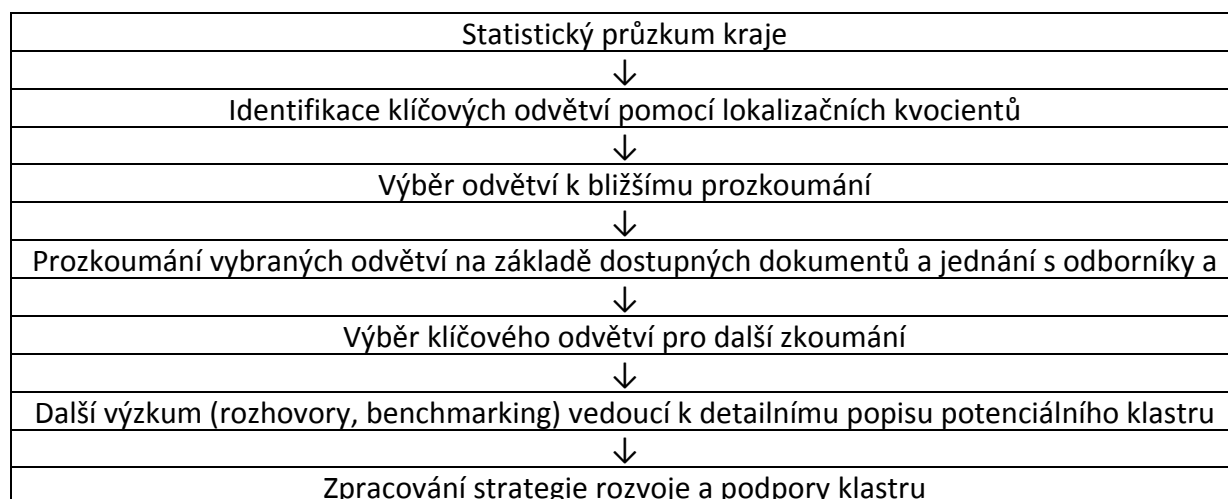 Statistický průzkum kraje
↓
Identifikace klíčových odvětví pomocí lokalizačních kvocientů
↓
Výběr odvětví k bližšímu prozkoumání
↓
Prozkoumání vybraných odvětví na základě dostupných dokumentů a jednání s odborníky a
↓
Výběr klíčového odvětví pro další zkoumání
↓
Další výzkum (rozhovory, benchmarking) vedoucí k detailnímu popisu potenciálního klastru
↓
Zpracování strategie rozvoje a podpory klastru